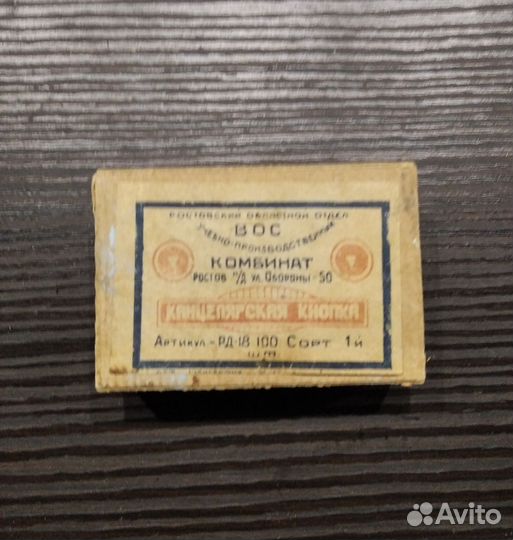 РОСТОВСКИЙ ОБЛАСТНОЙ ОТДЕЛ
ВОС
УЧЕБНО-ПРОИЗВОДСТВЕННЫЙ
КОМБИНАТ
РОСТОВ Н/Д УЛ. ОБОРОНЫ-50
КАНЦЕЛЯРСКАЯ КНОПКА
АРТИКУЛ-РД-18 100 СОРТ 1Й
ШТ
Avito